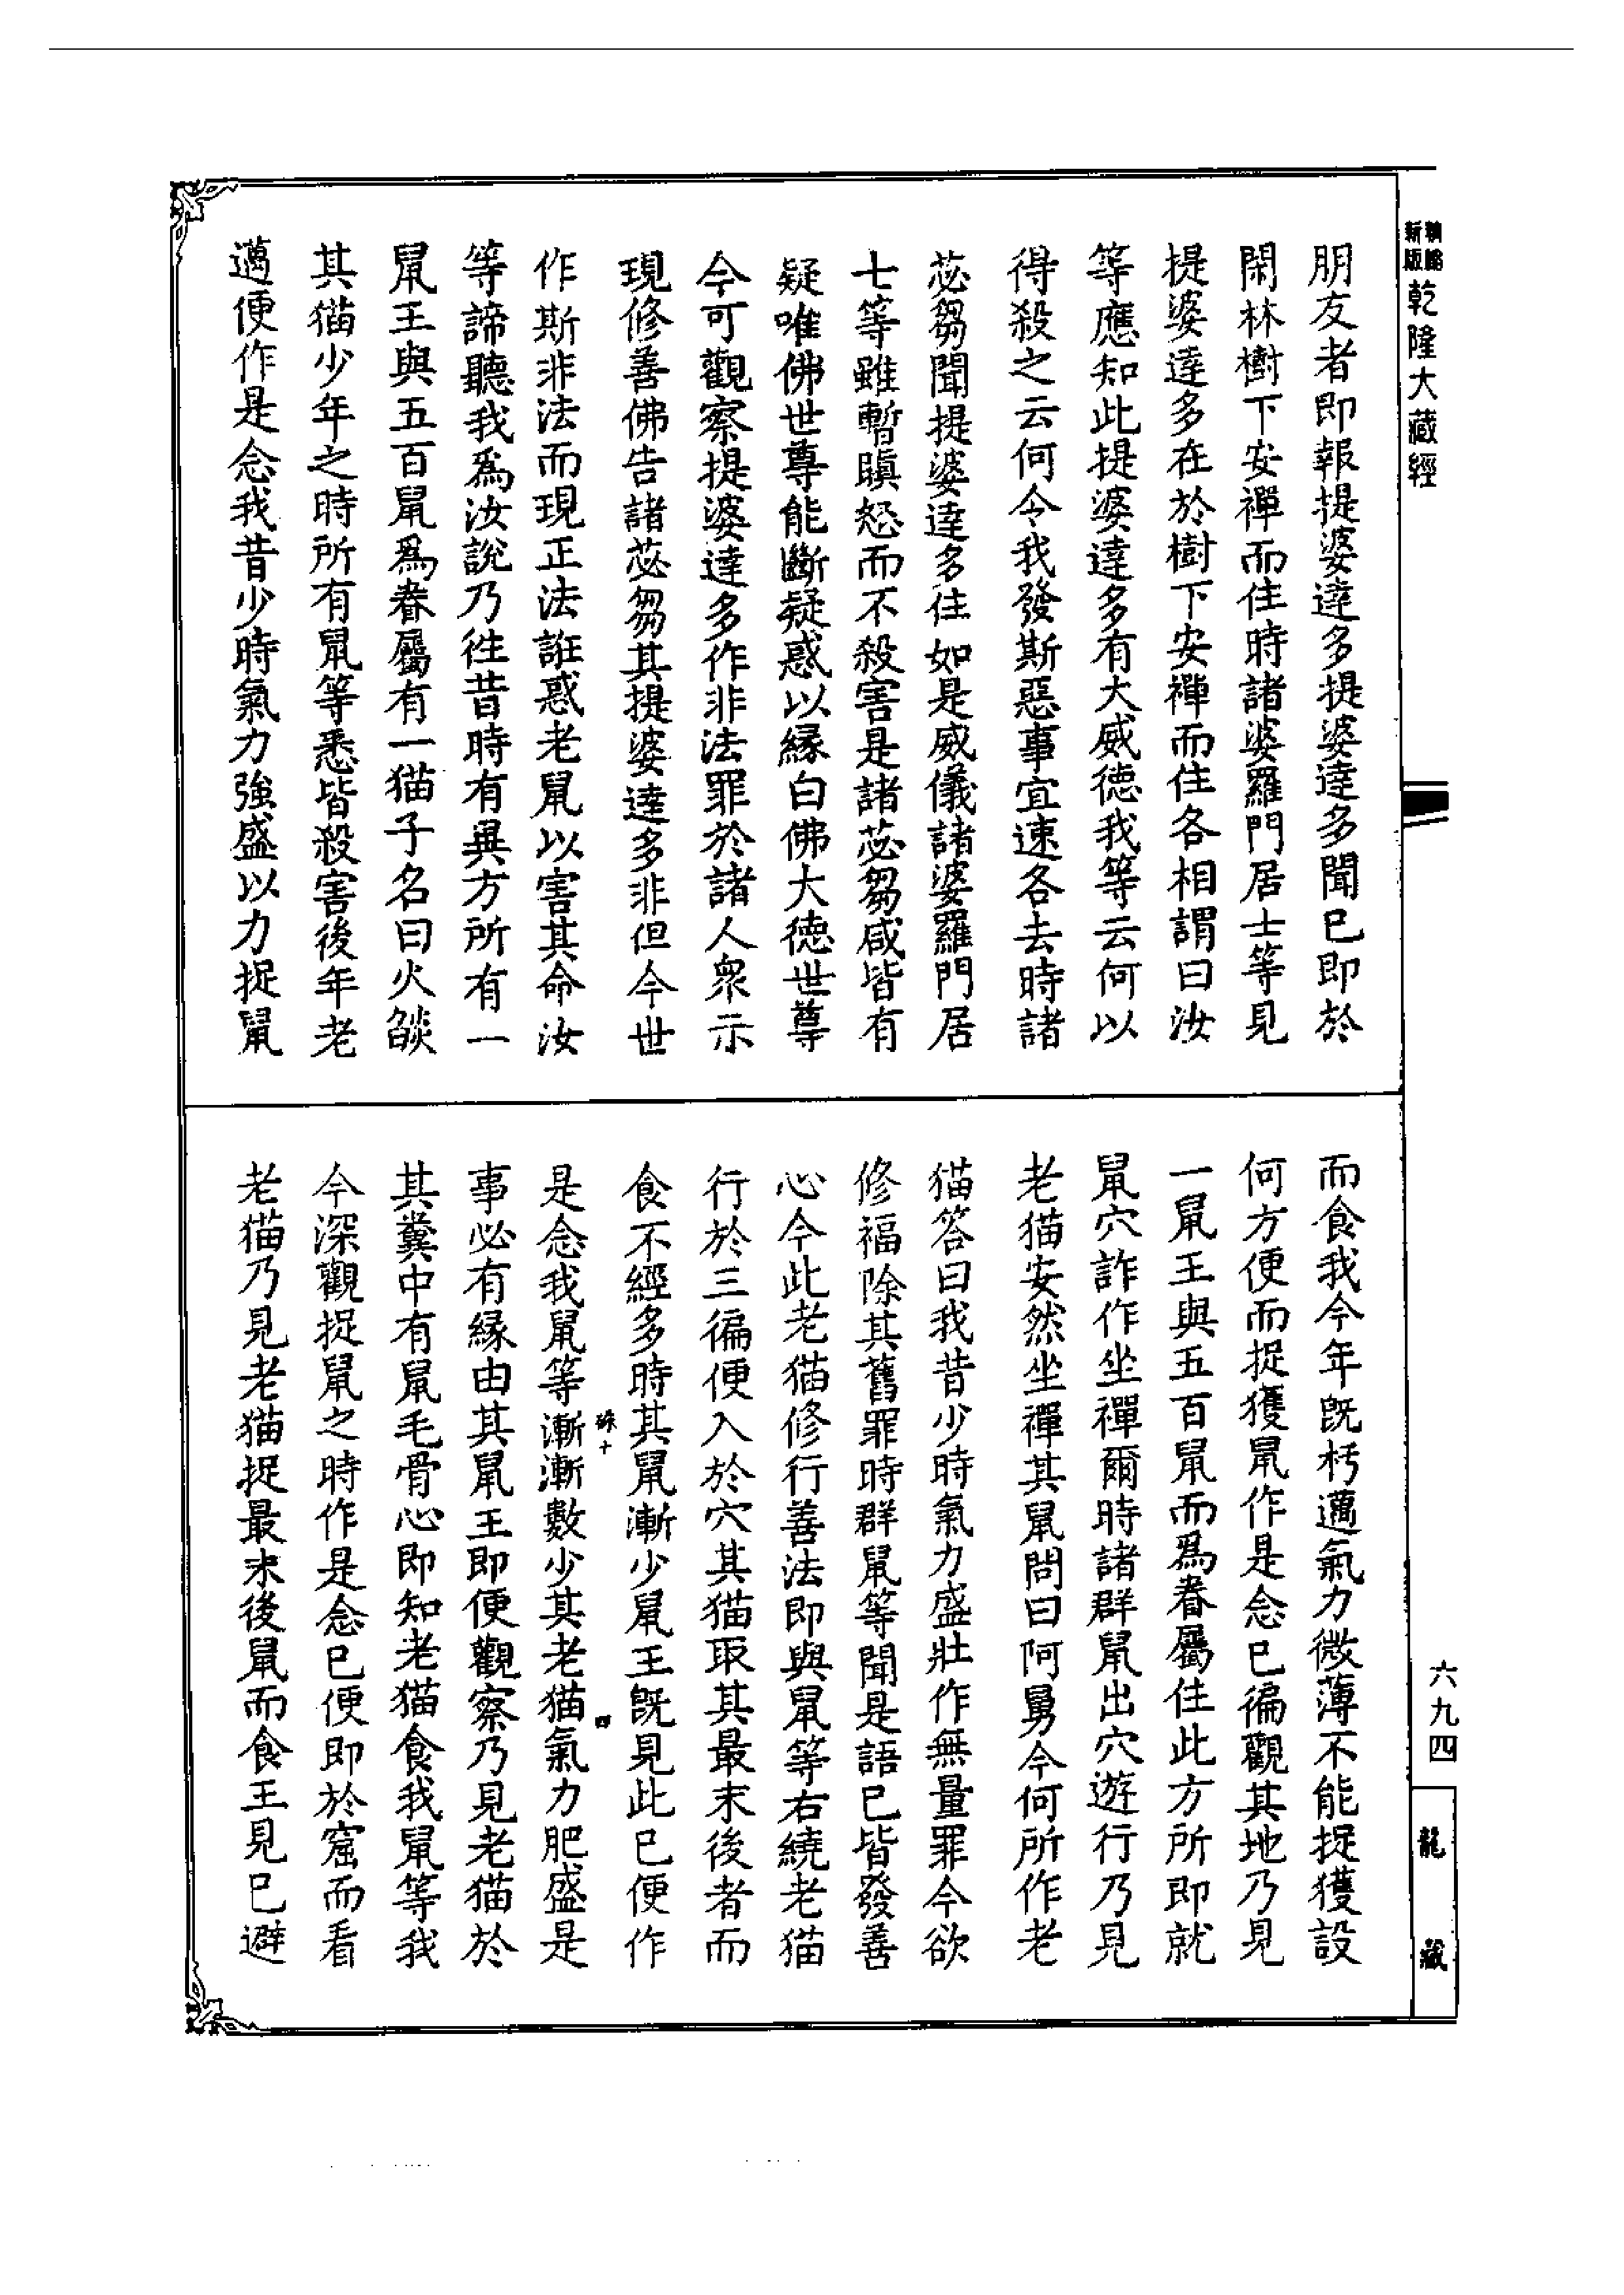 新版
乾隆大藏經
朋友者即報提婆達多提婆達多聞已即於
閑林樹下安禪而住時諸婆羅門居士等見
提婆達多在於樹下安禪而住各相謂曰汝
等應知此提婆達多有大威德我等云何以
得殺之云何令我發斯惡事宜速各去時諸
苾芻聞提婆達多住如是威儀諸婆羅門居
七等雖暫瞋怒而不殺害是諸苾芻咸皆有
疑唯佛世尊能斷疑惑以緣白佛大德世尊
今可觀察提婆達多作非法罪於諸人眾示
現修善佛告諸苾芻其提婆達多非但今世
作斯非法而現正法誑惑老鼠以害其命汝
等諦聽我為汝說乃徃昔時有異方所有一
鼠王與五百鼠為眷屬有一猫子名曰火燄
其猫少年之時所有鼠等悉皆殺害後年老
邁便作是念我昔少時氣力強盛以力捉鼠
而食我今年既朽邁氣力微薄不能捉獲設
何方便而捉獲鼠作是念已徧觀其地乃見
一鼠王與五百鼠而為眷屬住此方所即就
鼠穴詐作坐禪爾時諸群鼠出穴遊行乃見
老猫安然坐禪其鼠問曰阿舅今何所作老
猫答曰我昔少時氣力盛壯作無量罪今欲
修福除其舊罪時群鼠等聞是語已皆發善
心今此老猫修行善法即與鼠等右繞老猫
行於三徧便入於穴其猫取其最末後者而
食不經多時其鼠漸少鼠王既見此已便作
是念我鼠等漸漸數少其老猫氣力肥盛是
事必有緣由其鼠王即便觀察乃見老猫於
其糞中有鼠毛骨心即知老猫食我鼠等我
今深觀捉鼠之時作是念已便即於窟而看
老猫乃見老猫捉最末後鼠而食王見已避
六九四
龍藏